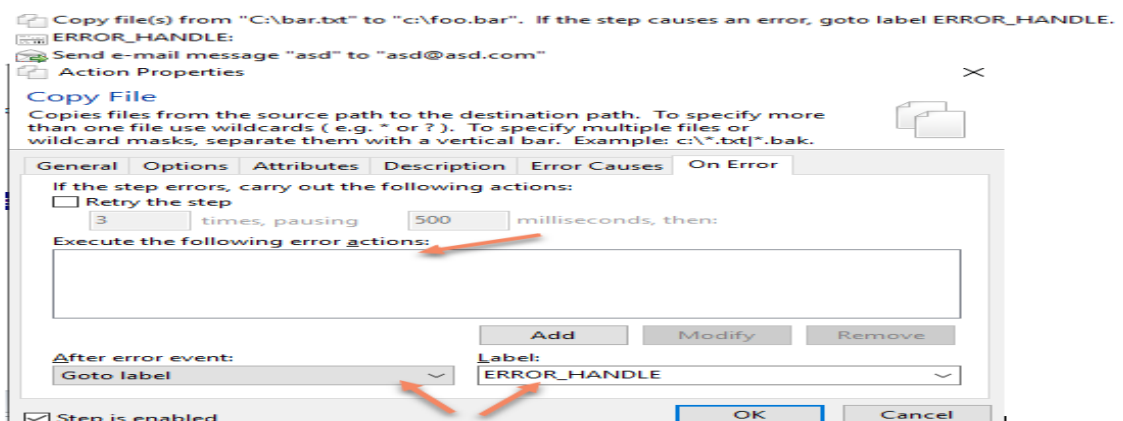 Copy file(s) from "C:\bar.txt" to "c:\foo.bar". If the step causes an error, goto label ERROR_HANDLE.
ERROR_HANDLE:
Send e-mail message "asd" to "asd@asd.com"
Action Properties
Copy File
Copies files from the source path to the destination path. To specify more
than one file use wildcards ( e.g. * or ? ). To specify multiple files or
wildcard masks, separate them with a vertical bar. Example: c:\*.txt|*.bak.
General Options Attributes Description Error Causes On Error
If the step errors, carry out the following actions:
Retry the step
3 times, pausing 500 milliseconds, then:
Execute the following error actions:
Add Modify Remove
After error event: Label:
Goto label ERROR_HANDLE
Step is enabled OK Cancel